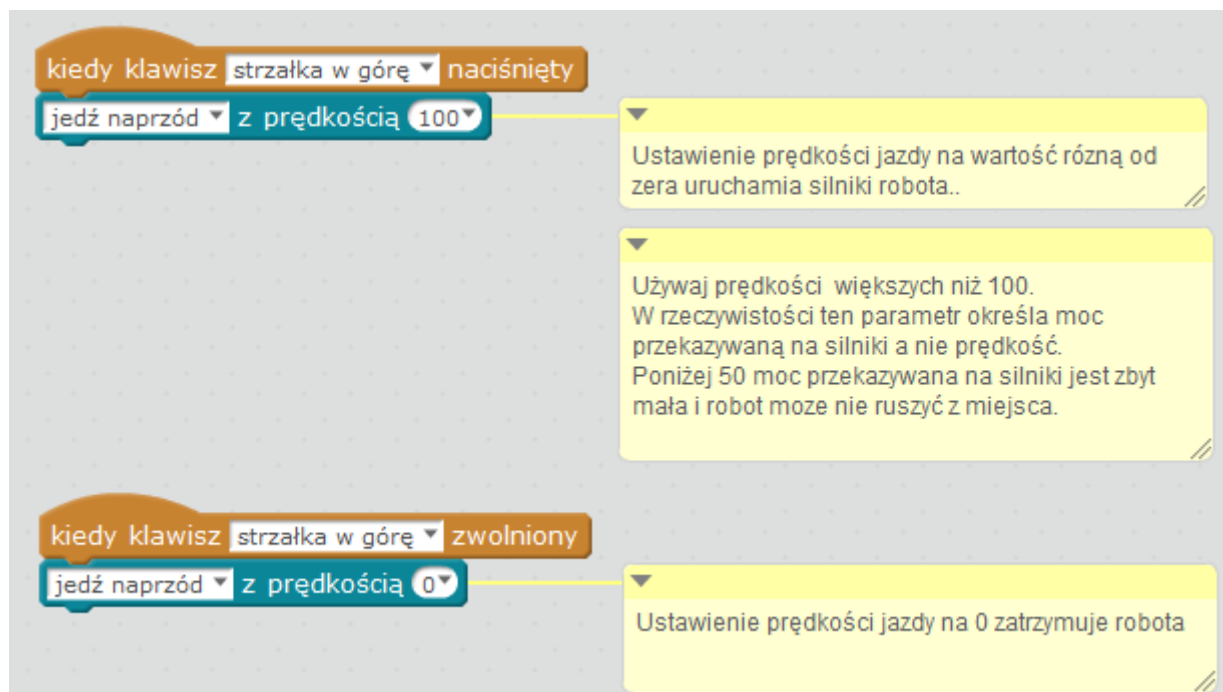 kiedy klawisz strzałka w górę naciśnięty
jedź naprzód z prędkością 100
Ustawienie prędkości jazdy na wartość rózną od
zera uruchamia silniki robota..
Używaj prędkości  większych niż 100.
W rzeczywistości ten parametr określa moc
przekazywaną na silniki a nie prędkość.
Poniżej 50 moc przekazywana na silniki jest zbyt
mała i robot moze nie ruszyć z miejsca.
kiedy klawisz strzałka w górę zwolniony
jedź naprzód z prędkością 0
Ustawienie prędkości jazdy na 0 zatrzymuje robota